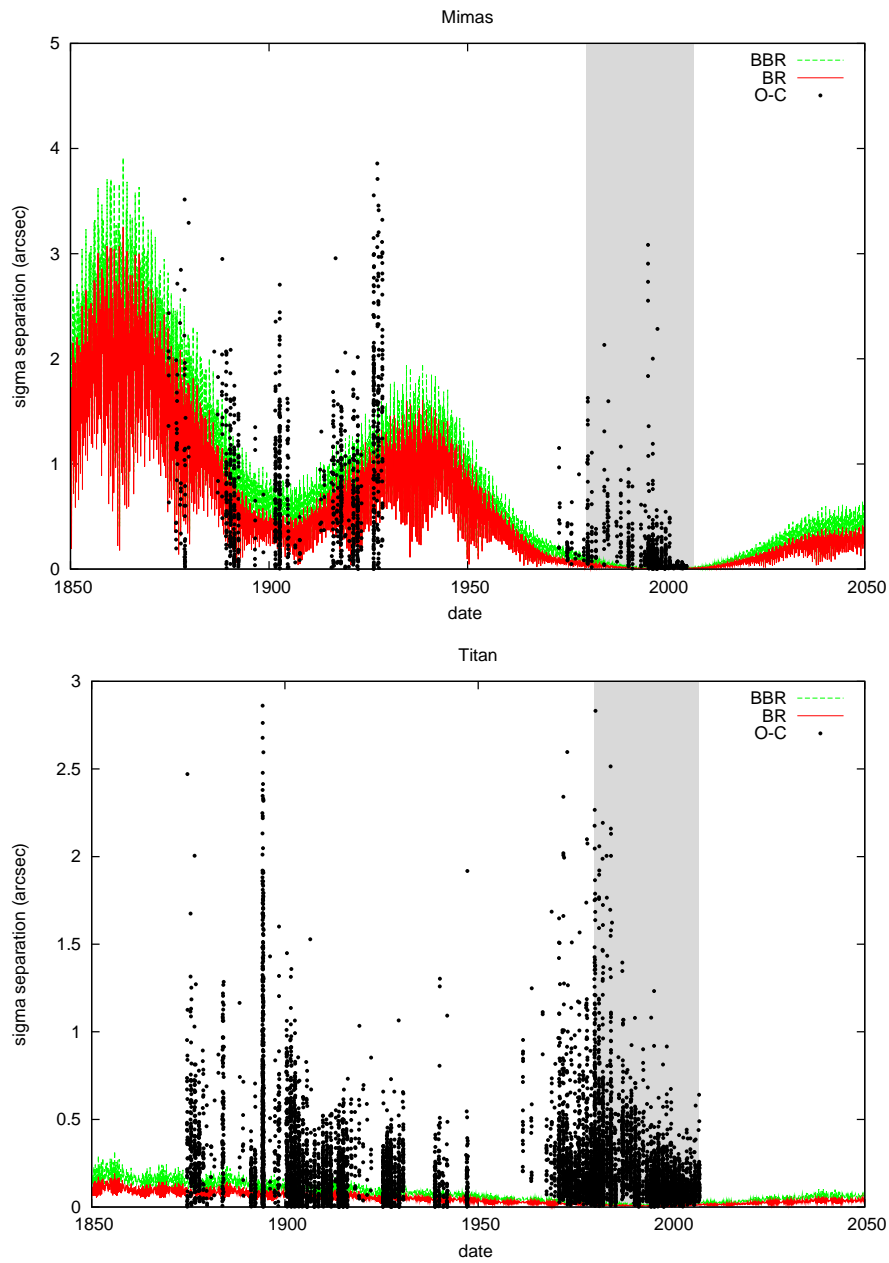 Mimas
5
4
3
2
1
0
sigma separation (arcsec)
BBR
BR
O-C
1850
1900
1950
2000
2050
date
Titan
3
2.5
2
1.5
1
0.5
0
sigma separation (arcsec)
BBR
BR
O-C
1850
1900
1950
2000
2050
date